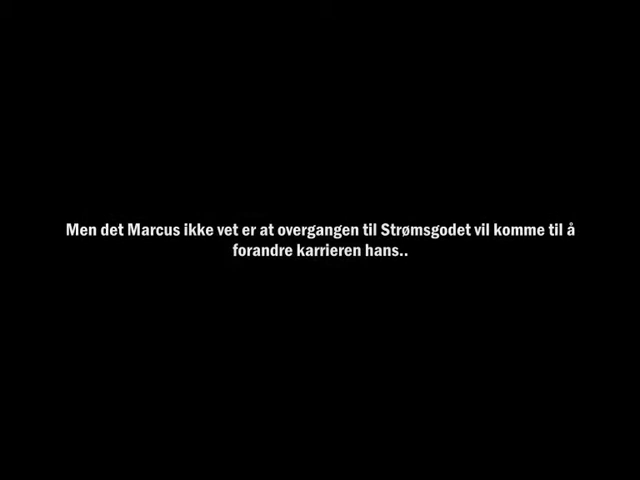 Men det Marcus ikke vet er at overgangen til Strømsgodet vil komme til å
forandre karrieren hans..